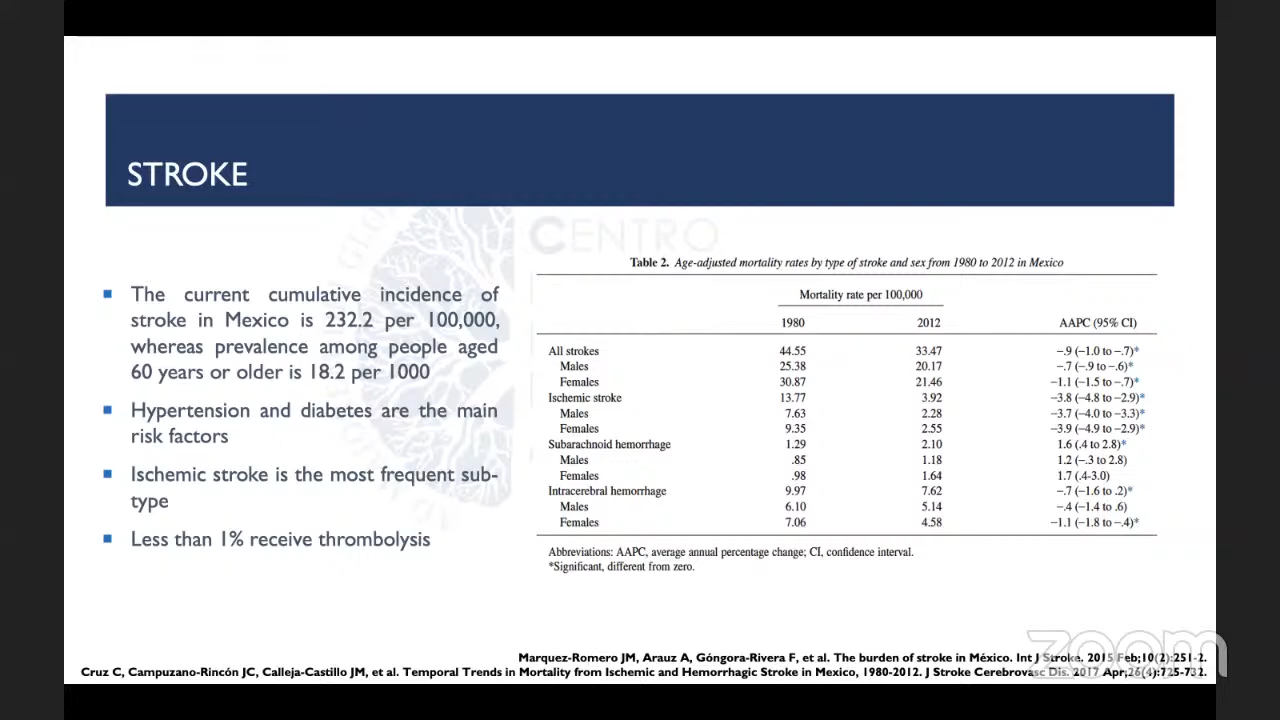 STROKE
CENTRO
The current cumulative incidence of
stroke in Mexico is 232.2 per 100,000,
whereas prevalence among people aged
60 years or older is 18.2 per 1000
Hypertension and diabetes are the main
risk factors
Ischemic stroke is the most frequent sub-
type
Less than 1% receive thrombolysis
Table 2. Age-adjusted mortality rates by type of stroke and sex from 1980 to 2012 in Mexico
Mortality rate per 100,000
1980 2012 AAPC (95% CI)
All strokes 44.55 33.47 –.9 (–1.0 to –.7)*
Males 25.38 20.17 –.7 (–.9 to –.6)*
Females 30.87 21.46 –1.1 (–1.5 to –.7)*
Ischemic stroke 13.77 3.92 –3.8 (–4.8 to –2.9)*
Males 7.63 2.28 –3.7 (–4.0 to –3.3)*
Females 9.35 2.55 –3.9 (–4.9 to –2.9)*
Subarachnoid hemorrhage 1.29 2.10 1.6 (.4 to 2.8)*
Males .85 1.18 1.2 (–.3 to 2.8)
Females .98 1.64 1.7 (.4-3.0)
Intracerebral hemorrhage 9.97 7.62 –.7 (–1.6 to .2)*
Males 6.10 5.14 –.4 (–1.4 to .6)
Females 7.06 4.58 –1.1 (–1.8 to –.4)*
Abbreviations: AAPC, average annual percentage change; CI, confidence interval.
*Significant, different from zero.
Marquez-Romero JM, Arauz A, Góngora-Rivera F, et al. The burden of stroke in México. Int J Stroke. 2015 Feb;10(2):251-2.
Cruz C, Campuzano-Rincón JC, Calleja-Castillo JM, et al. Temporal Trends in Mortality from Ischemic and Hemorrhagic Stroke in Mexico, 1980-2012. J Stroke Cerebrovasc Dis. 2017 Apr;26(4):725-732.
zoom